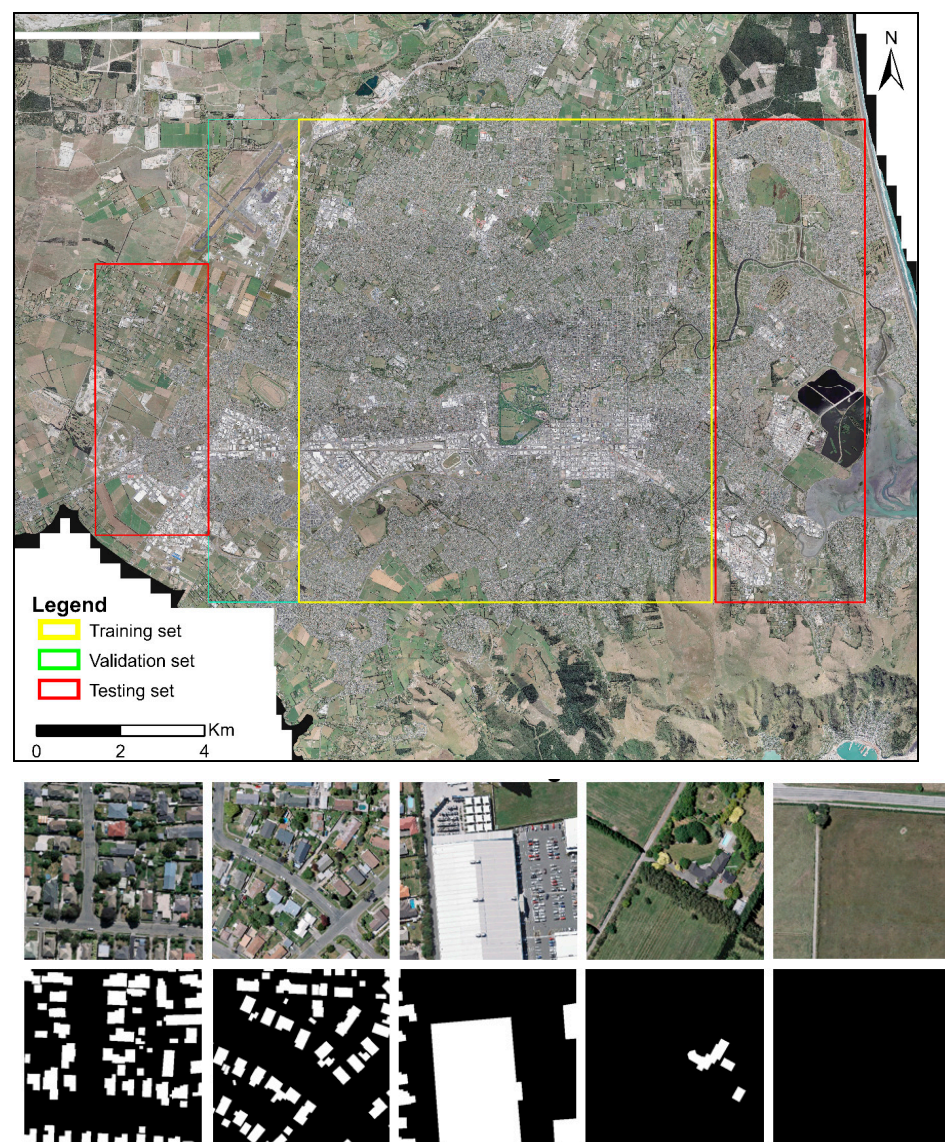 N
Legend
Training set
Validation set
Testing set
Km
0 2 4